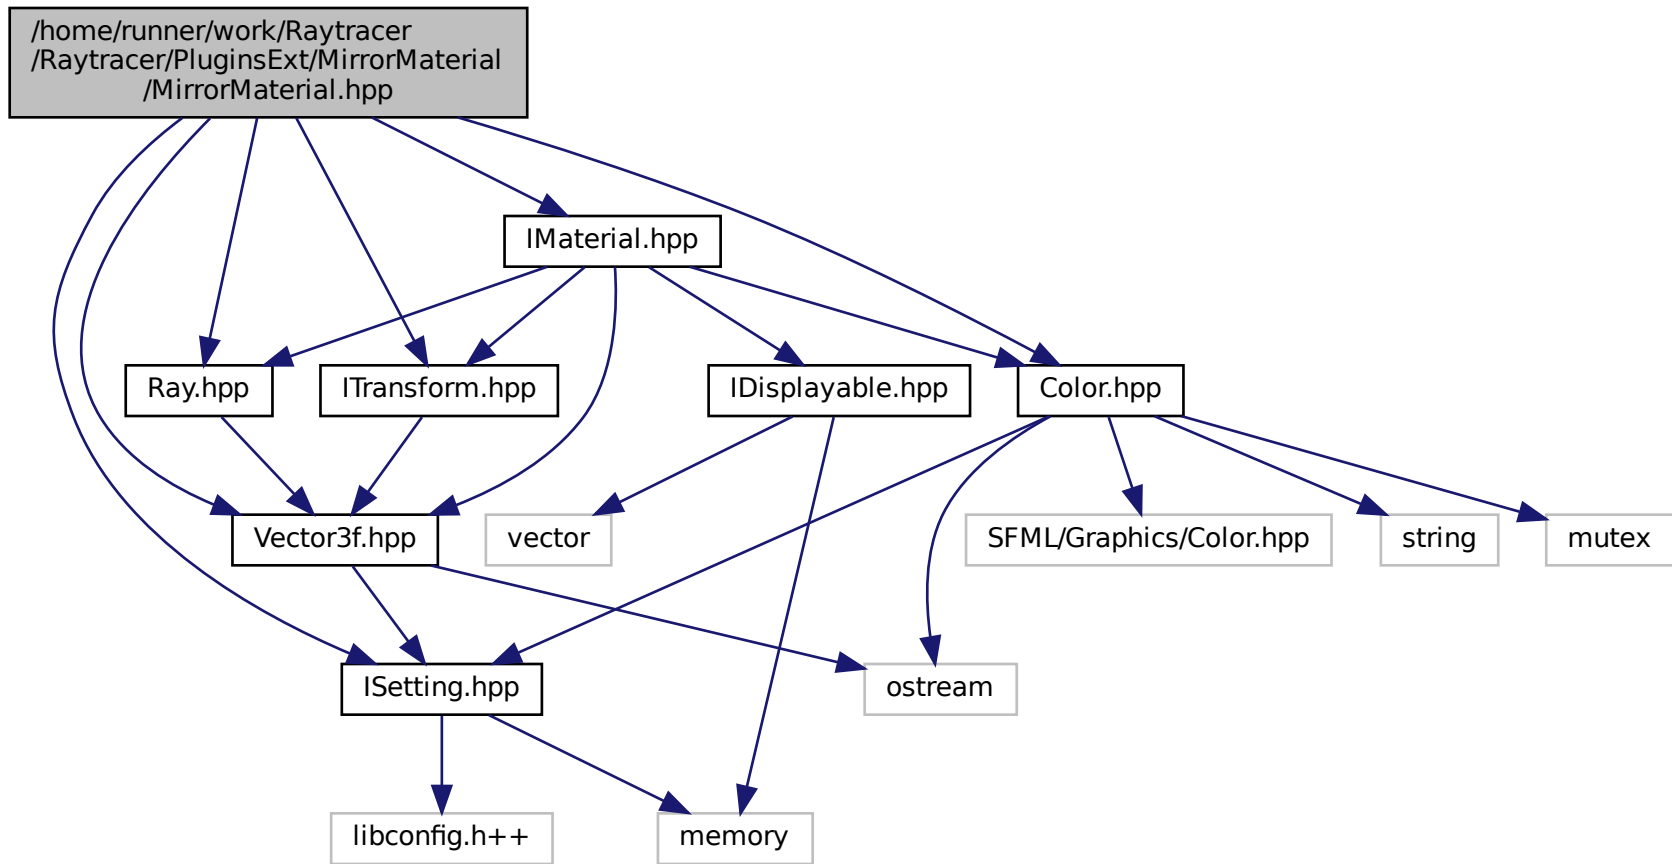 /home/runner/work/Raytracer
/Raytracer/PluginsExt/MirrorMaterial
/MirrorMaterial.hpp
IMaterial.hpp
Ray.hpp
ITransform.hpp
IDisplayable.hpp
Color.hpp
Vector3f.hpp
vector
SFML/Graphics/Color.hpp
string
mutex
ISetting.hpp
ostream
libconfig.h++
memory